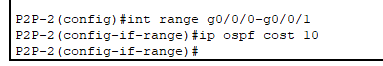 P2P-2(config)#int range g0/0/0-g0/0/1
P2P-2(config-if-range)#ip ospf cost 10
P2P-2(config-if-range)#